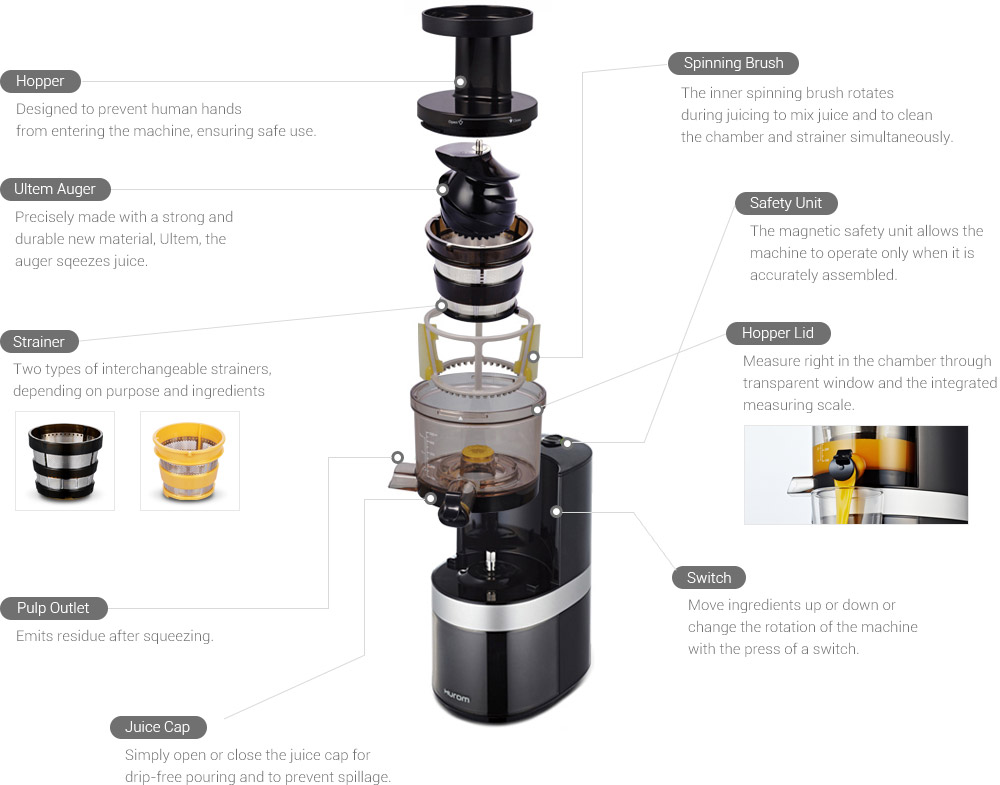 Hopper
Designed to prevent human hands
from entering the machine, ensuring safe use.
Ultem Auger
Precisely made with a strong and
durable new material, Ultem, the
auger sqeezes juice.
Strainer
Two types of interchangeable strainers,
depending on purpose and ingredients
Pulp Outlet
Emits residue after squeezing.
Juice Cap
Simply open or close the juice cap for
drip-free pouring and to prevent spillage.
Spinning Brush
The inner spinning brush rotates
during juicing to mix juice and to clean
the chamber and strainer simultaneously.
Safety Unit
The magnetic safety unit allows the
machine to operate only when it is
accurately assembled.
Hopper Lid
Measure right in the chamber through
transparent window and the integrated
measuring scale.
Switch
Move ingredients up or down or
change the rotation of the machine
with the press of a switch.
Hurom